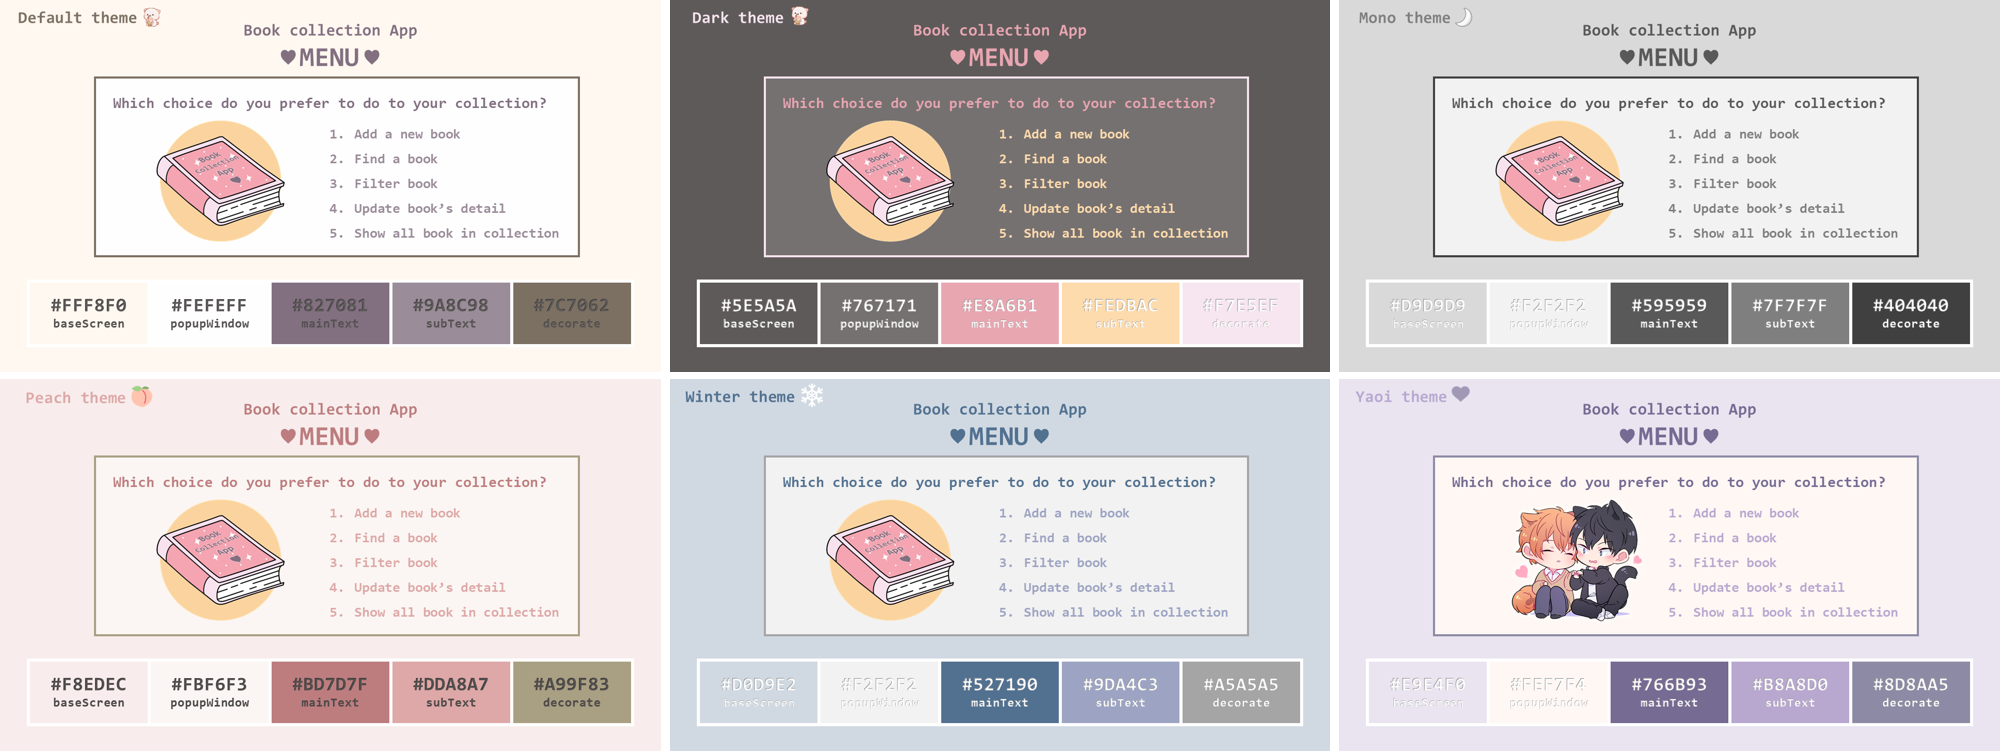 Default theme
Book collection App
♥MENU♥
Which choice do you prefer to do to your collection?
Book
Collection
App
1. Add a new book
2. Find a book
3. Filter book
4. Update book’s detail
5. Show all book in collection
#FFF8F0 #FEFEFF #827081 #9A8C98 #7C7062
baseScreen popupWindow mainText subText decorate
Dark theme
Book collection App
♥MENU♥
Which choice do you prefer to do to your collection?
Book
Collection
App
1. Add a new book
2. Find a book
3. Filter book
4. Update book’s detail
5. Show all book in collection
#5E5A5A #767171 #E8A6B1 #FEDBAC #F7E5EF
baseScreen popupWindow mainText subText decorate
Mono theme
Book collection App
♥MENU♥
Which choice do you prefer to do to your collection?
Book
Collection
App
1. Add a new book
2. Find a book
3. Filter book
4. Update book’s detail
5. Show all book in collection
#D9D9D9 #F2F2F2 #595959 #7F7F7F #404040
baseScreen popupWindow mainText subText decorate
Peach theme
Book collection App
♥MENU♥
Which choice do you prefer to do to your collection?
Book
Collection
App
1. Add a new book
2. Find a book
3. Filter book
4. Update book’s detail
5. Show all book in collection
#F8EDEC #FBF6F3 #BD7D7F #DDA8A7 #A99F83
baseScreen popupWindow mainText subText decorate
Winter theme
Book collection App
♥MENU♥
Which choice do you prefer to do to your collection?
Book
Collection
App
1. Add a new book
2. Find a book
3. Filter book
4. Update book’s detail
5. Show all book in collection
#D0D9E2 #F2F2F2 #527190 #9DA4C3 #A5A5A5
baseScreen popupWindow mainText subText decorate
Yaoi theme
Book collection App
♥MENU♥
Which choice do you prefer to do to your collection?
1. Add a new book
2. Find a book
3. Filter book
4. Update book’s detail
5. Show all book in collection
#E9E4F0 #FEF7F4 #766B93 #B8A8D0 #8D8AA5
baseScreen popupWindow mainText subText decorate